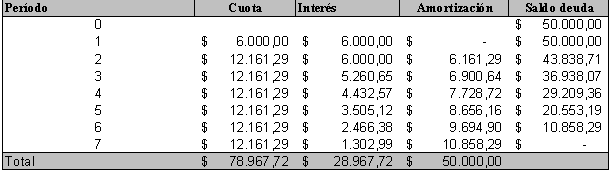 Período Cuota Interés Amortización Saldo deuda
0 $ 50.000,00
1 $ 6.000,00 $ 6.000,00 $ - $ 50.000,00
2 $ 12.161,29 $ 6.000,00 $ 6.161,29 $ 43.838,71
3 $ 12.161,29 $ 5.260,65 $ 6.900,64 $ 36.938,07
4 $ 12.161,29 $ 4.432,57 $ 7.728,72 $ 29.209,36
5 $ 12.161,29 $ 3.505,12 $ 8.656,16 $ 20.553,19
6 $ 12.161,29 $ 2.466,38 $ 9.694,90 $ 10.858,29
7 $ 12.161,29 $ 1.302,99 $ 10.858,29 $ -
Total $ 78.967,72 $ 28.967,72 $ 50.000,00